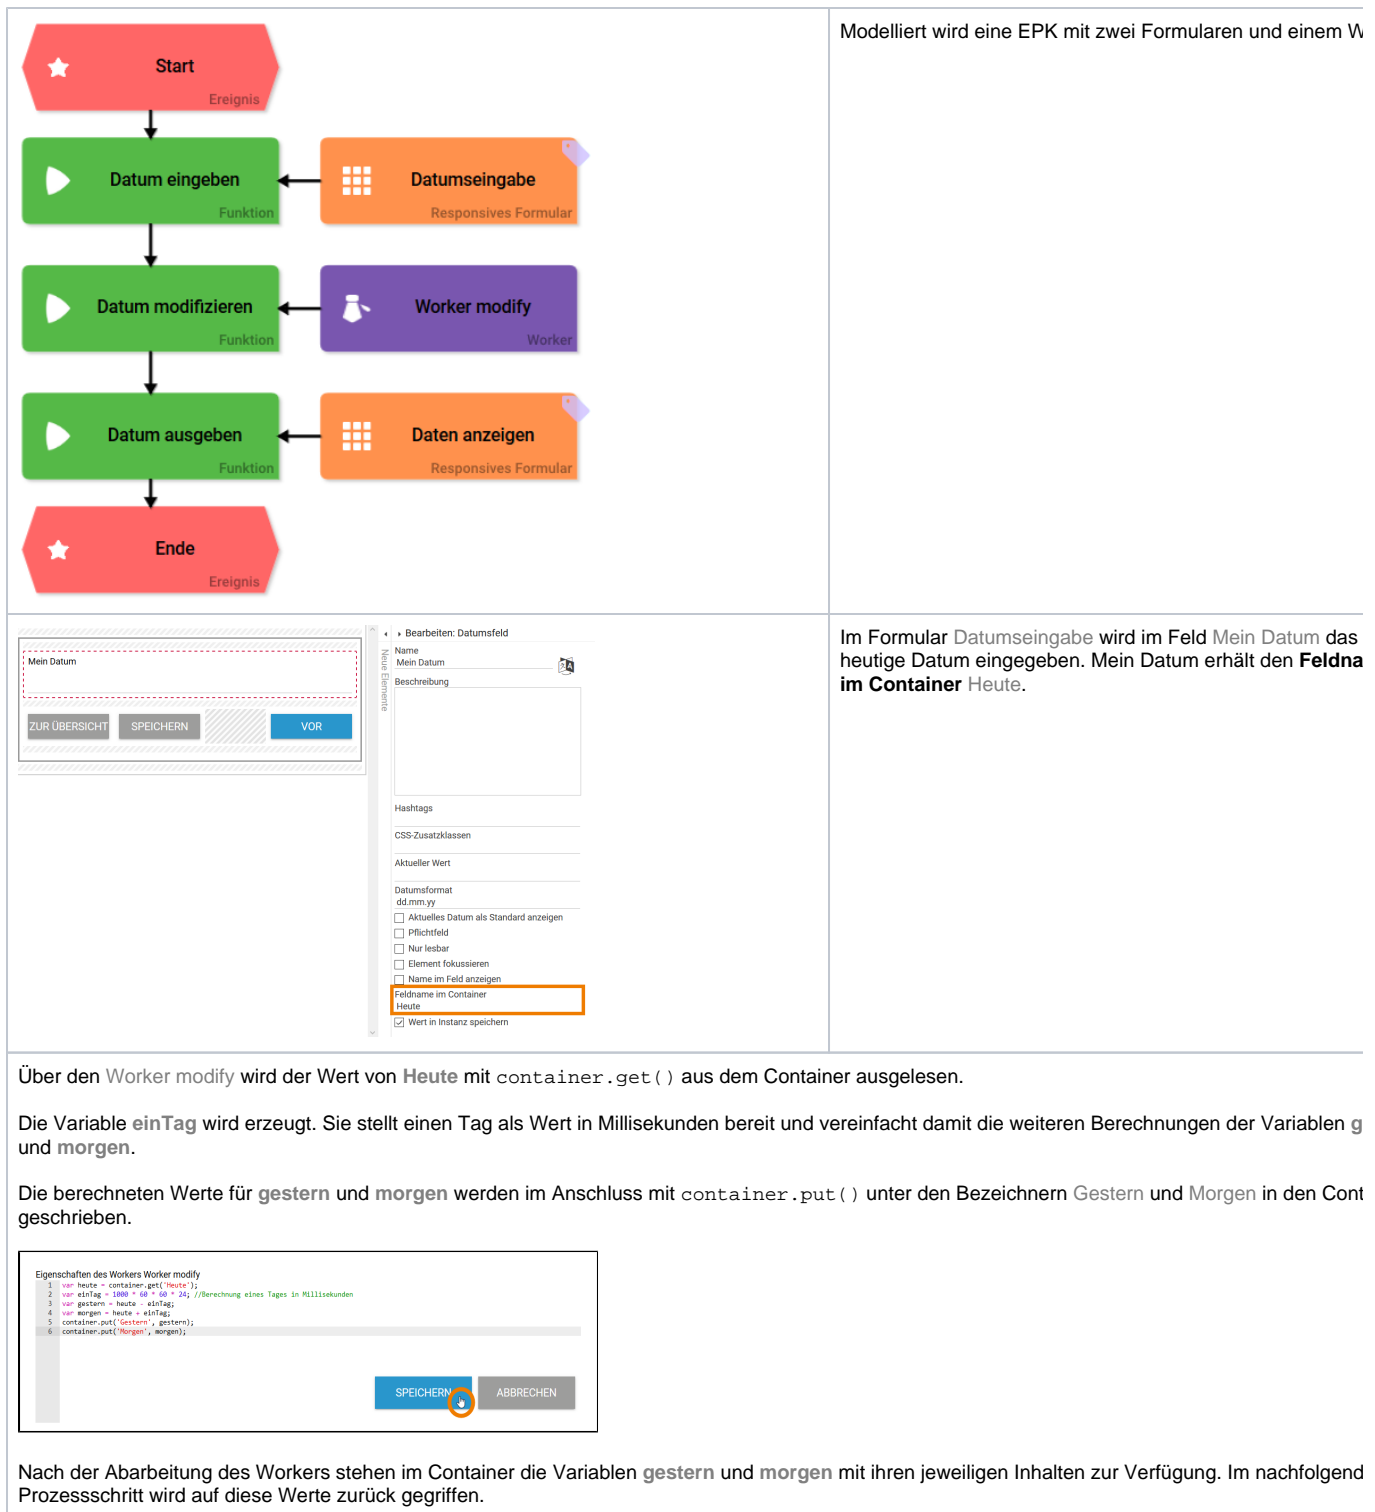 Start
Ereignis
Datum eingeben
Funktion
Datumseingabe
Responsives Formular
Datum modifizieren
Funktion
Worker modify
Worker
Datum ausgeben
Funktion
Daten anzeigen
Responsives Formular
Ende
Ereignis
Modelliert wird eine EPK mit zwei Formularen und einem W
Mein Datum
ZUR ÜBERSICHT
SPEICHERN
VOR
Neue Elemente
Bearbeiten: Datumsfeld
Name
Mein Datum
Beschreibung
Hashtags
CSS-Zusatzklassen
Aktueller Wert
Datumsformat
dd.mm.yy
Aktuelles Datum als Standard anzeigen
Pflichtfeld
Nur lesbar
Element fokussieren
Name im Feld anzeigen
Feldname im Container
Heute
Wert in Instanz speichern
Im Formular Datumseingabe wird im Feld Mein Datum das
heutige Datum eingegeben. Mein Datum erhält den Feldna
im Container Heute.
Über den Worker modify wird der Wert von Heute mit container.get() aus dem Container ausgelesen.
Die Variable einTag wird erzeugt. Sie stellt einen Tag als Wert in Millisekunden bereit und vereinfacht damit die weiteren Berechnungen der Variablen g
und morgen.
Die berechneten Werte für gestern und morgen werden im Anschluss mit container.put() unter den Bezeichnern Gestern und Morgen in den Cont
geschrieben.
Eigenschaften des Workers Worker modify
1 var heute = container.get('Heute');
2 var einTag = 1000 * 60 * 60 * 24; //Berechnung eines Tages in Millisekunden
3 var gestern = heute - einTag;
4 var morgen = heute + einTag;
5 container.put('Gestern', gestern);
6 container.put('Morgen', morgen);
SPEICHERN
ABBRECHEN
Nach der Abarbeitung des Workers stehen im Container die Variablen gestern und morgen mit ihren jeweiligen Inhalten zur Verfügung. Im nachfolgend
Prozessschritt wird auf diese Werte zurück gegriffen.